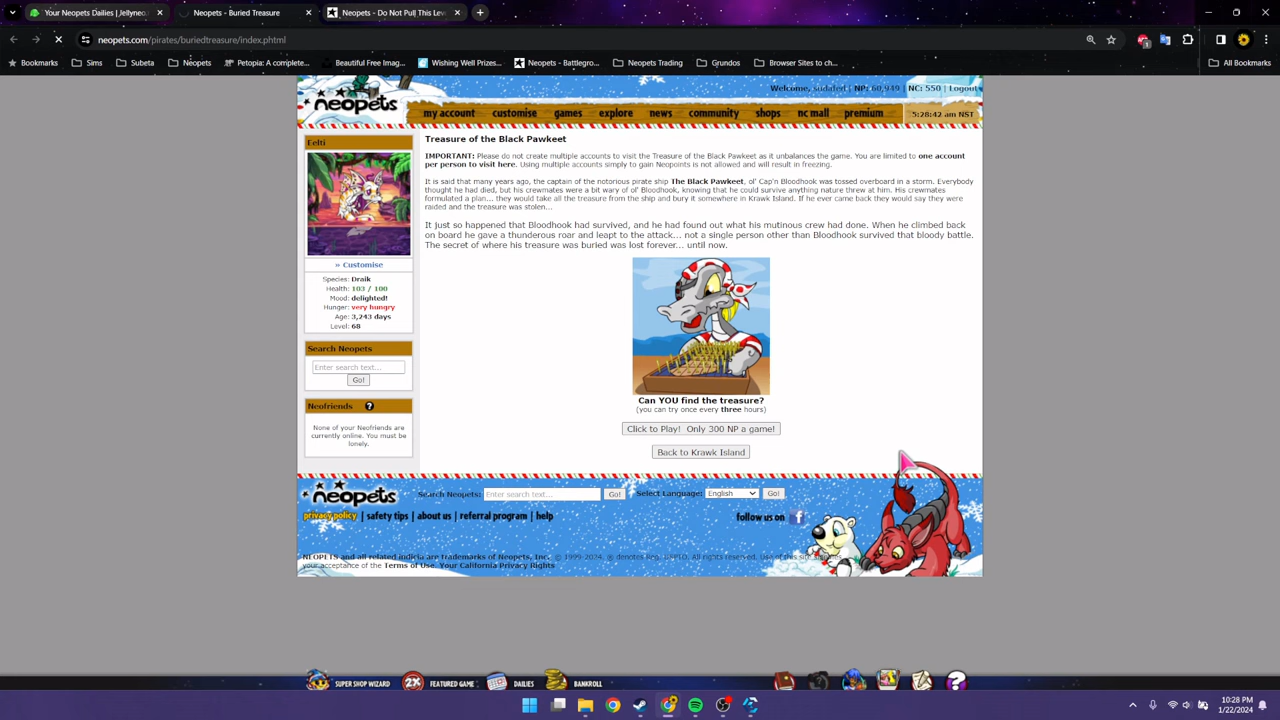 Your Neopets Dailies | Jellyneo
Neopets - Buried Treasure
Neopets - Do Not Pull This Lev
neopets.com/pirates/buriedtreasure/index.phtml
Bookmarks
Sims
Subeta
Neopets
Petopia: A complete...
Beautiful Free Imag...
Wishing Well Prizes...
Neopets - Battlegro...
Neopets Trading
Grundos
Browser Sites to ch...
All Bookmarks
neopets
Welcome, sudafed | NP: 60,949 | NC: 550 | Logout
my account
customise
games
explore
news
community
shops
nc mall
premium
5:28:42 am NST
Eelti
» Customise
Species: Draik
Health: 103 / 100
Mood: delighted!
Hunger: very hungry
Age: 3,243 days
Level: 68
Search Neopets
Enter search text...
Go!
Neofriends ?
None of your Neofriends are
currently online. You must be
lonely.
Treasure of the Black Pawkeet
IMPORTANT: Please do not create multiple accounts to visit the Treasure of the Black Pawkeet as it unbalances the game. You are limited to one account
per person to visit here. Using multiple accounts simply to gain Neopoints is not allowed and will result in freezing.
It is said that many years ago, the captain of the notorious pirate ship The Black Pawkeet, ol' Cap'n Bloodhook was tossed overboard in a storm. Everybody
thought he had died, but his crewmates were a bit wary of ol' Bloodhook, knowing that he could survive anything nature threw at him. His crewmates
formulated a plan... they would take all the treasure from the ship and bury it somewhere in Krawk Island. If he ever came back they would say they were
raided and the treasure was stolen...
It just so happened that Bloodhook had survived, and he had found out what his mutinous crew had done. When he climbed back
on board he gave a thunderous roar and leapt to the attack... not a single person other than Bloodhook survived that bloody battle.
The secret of where his treasure was buried was lost forever... until now.
Can YOU find the treasure?
(you can try once every three hours)
Click to Play! Only 300 NP a game!
Back to Krawk Island
neopets
Search Neopets: Enter search text... Go! Select Language: English Go!
privacy policy | safety tips | about us | referral program | help
follow us on f
NEOPETS and all related indicia are trademarks of Neopets, Inc., © 1999-2024. ® denotes Reg. US
All rights reserved. Use of this site
your acceptance of the Terms of Use. Your California Privacy Rights
SUPER SHOP WIZARD
2X FEATURED GAME
DAILIES
BANKROLL
?
10:28 PM
1/22/2024